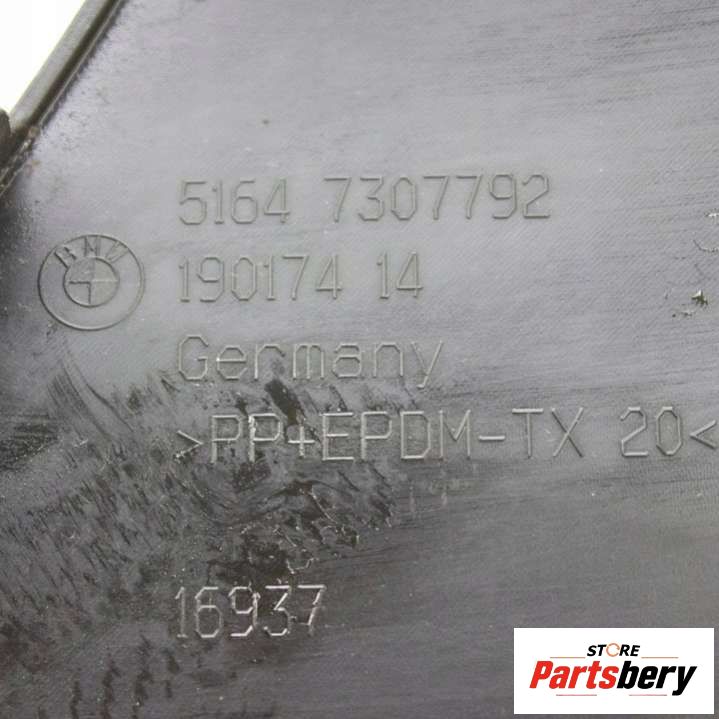 5164 7307792
BMW
190174 14
Germany
>PP+EPDM-TX 20<
16937
STORE
Partsbery